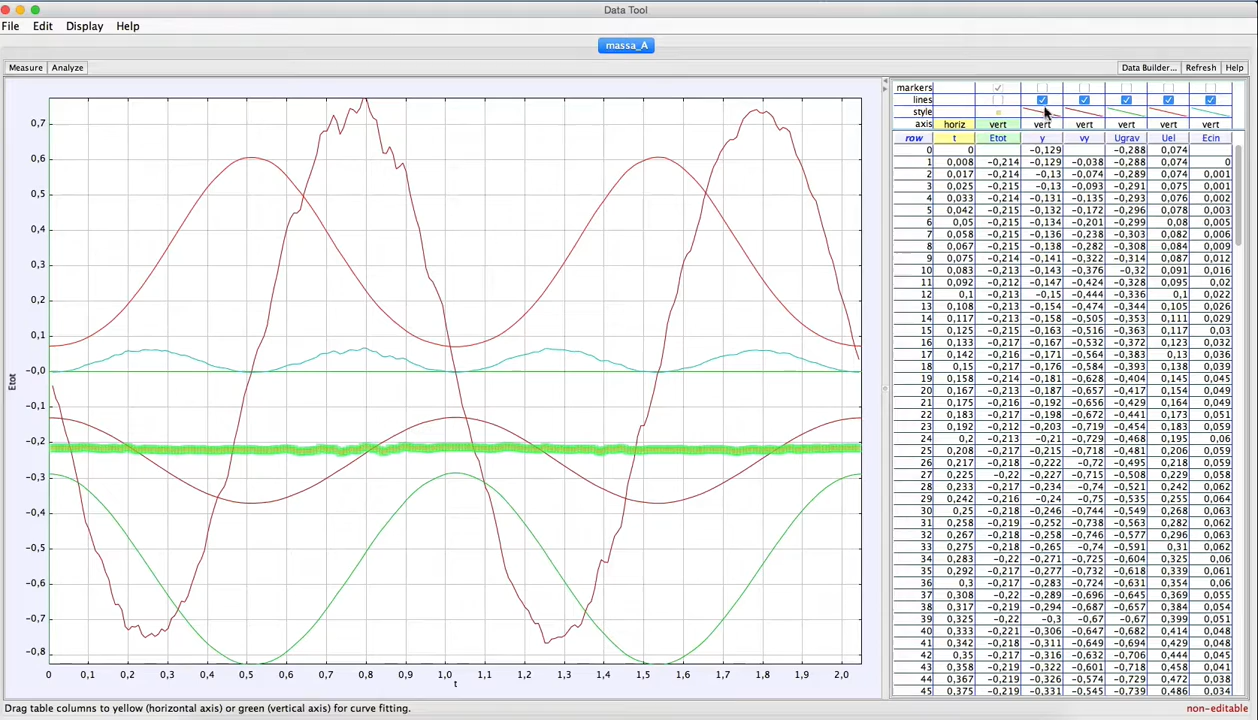 Data Tool
File Edit Display Help
massa_A
Measure Analyze Data Builder... Refresh Help
markers
lines
style
axis horiz vert vert vert vert vert vert
row t Etot y vy Ugrav Uel Ecin
0 0 -0,129 -0,288 0,074
1 0,008 -0,214 -0,129 -0,038 -0,288 0,074 0
2 0,017 -0,214 -0,13 -0,074 -0,289 0,074 0,001
3 0,025 -0,215 -0,13 -0,093 -0,291 0,075 0,001
4 0,033 -0,215 -0,131 -0,135 -0,293 0,076 0,002
5 0,042 -0,215 -0,132 -0,172 -0,296 0,078 0,003
6 0,05 -0,215 -0,134 -0,201 -0,299 0,08 0,005
7 0,058 -0,215 -0,136 -0,238 -0,303 0,082 0,006
8 0,067 -0,215 -0,138 -0,282 -0,308 0,084 0,009
9 0,075 -0,214 -0,141 -0,322 -0,314 0,087 0,012
10 0,083 -0,213 -0,143 -0,376 -0,32 0,091 0,016
11 0,092 -0,212 -0,147 -0,424 -0,328 0,095 0,02
12 0,1 -0,213 -0,15 -0,444 -0,336 0,1 0,022
13 0,108 -0,213 -0,154 -0,474 -0,344 0,105 0,026
14 0,117 -0,213 -0,158 -0,505 -0,353 0,111 0,029
15 0,125 -0,215 -0,163 -0,516 -0,363 0,117 0,03
16 0,133 -0,217 -0,167 -0,532 -0,372 0,123 0,032
17 0,142 -0,216 -0,171 -0,564 -0,383 0,13 0,036
18 0,15 -0,217 -0,176 -0,584 -0,393 0,138 0,039
19 0,158 -0,214 -0,181 -0,628 -0,404 0,145 0,045
20 0,167 -0,213 -0,187 -0,657 -0,417 0,154 0,049
21 0,175 -0,216 -0,192 -0,656 -0,429 0,164 0,049
22 0,183 -0,217 -0,198 -0,672 -0,441 0,173 0,051
23 0,192 -0,212 -0,203 -0,719 -0,454 0,183 0,059
24 0,2 -0,213 -0,21 -0,729 -0,468 0,195 0,06
25 0,208 -0,217 -0,215 -0,718 -0,481 0,206 0,059
26 0,217 -0,218 -0,222 -0,72 -0,495 0,218 0,059
27 0,225 -0,22 -0,227 -0,715 -0,508 0,229 0,058
28 0,233 -0,217 -0,234 -0,74 -0,521 0,242 0,062
29 0,242 -0,216 -0,24 -0,75 -0,535 0,255 0,064
30 0,25 -0,218 -0,246 -0,744 -0,549 0,268 0,063
31 0,258 -0,219 -0,252 -0,738 -0,563 0,282 0,062
32 0,267 -0,218 -0,258 -0,746 -0,577 0,296 0,063
33 0,275 -0,218 -0,265 -0,74 -0,591 0,31 0,062
34 0,283 -0,22 -0,271 -0,725 -0,604 0,325 0,06
35 0,292 -0,217 -0,277 -0,732 -0,618 0,339 0,061
36 0,3 -0,217 -0,283 -0,724 -0,631 0,354 0,06
37 0,308 -0,22 -0,289 -0,696 -0,645 0,369 0,055
38 0,317 -0,219 -0,294 -0,687 -0,657 0,384 0,054
39 0,325 -0,22 -0,3 -0,67 -0,67 0,399 0,051
40 0,333 -0,221 -0,306 -0,647 -0,682 0,414 0,048
41 0,342 -0,218 -0,311 -0,649 -0,694 0,429 0,048
42 0,35 -0,219 -0,316 -0,632 -0,706 0,444 0,045
43 0,358 -0,219 -0,322 -0,601 -0,718 0,458 0,041
44 0,367 -0,219 -0,326 -0,574 -0,729 0,472 0,038
45 0,375 -0,219 -0,331 -0,545 -0,739 0,486 0,034
0,7
0,6
0,5
0,4
0,3
0,2
0,1
-0,0
-0,1
-0,2
-0,3
-0,4
-0,5
-0,6
-0,7
-0,8
Etot
0 0,1 0,2 0,3 0,4 0,5 0,6 0,7 0,8 0,9 1,0 1,1 1,2 1,3 1,4 1,5 1,6 1,7 1,8 1,9 2,0
t
Drag table columns to yellow (horizontal axis) or green (vertical axis) for curve fitting. non-editable